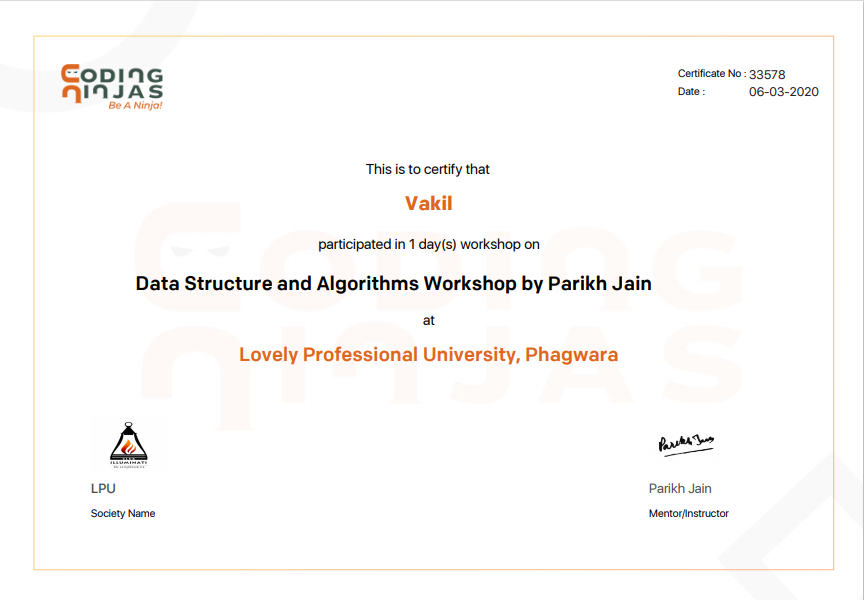 CODING
NINJAS
Be A Ninja!
Certificate No : 33578
Date : 06-03-2020
This is to certify that
Vakil
participated in 1 day(s) workshop on
Data Structure and Algorithms Workshop by Parikh Jain
at
Lovely Professional University, Phagwara
CODING
NINJAS
ILLUMINATI
Parikh Jain
LPU
Parikh Jain
Society Name
Mentor/Instructor